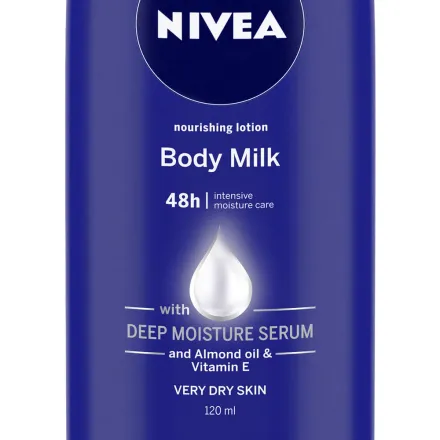 NIVEA
nourishing lotion
Body Milk
48h | intensive
moisture care
with
DEEP MOISTURE SERUM
and Almond oil &
Vitamin E
VERY DRY SKIN
120 ml